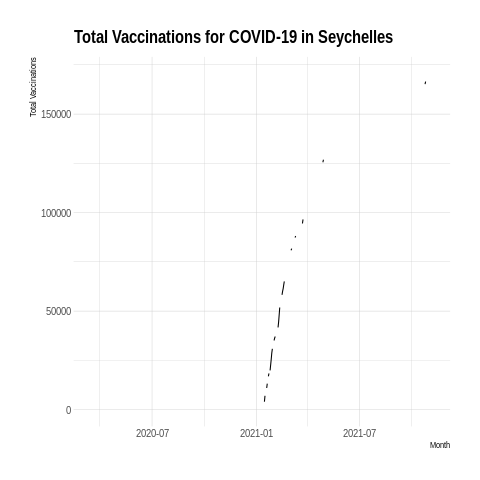 Total Vaccinations for COVID-19 in Seychelles
Total Vaccinations
150000
100000
50000
0
2020-07 2021-01 2021-07
Month